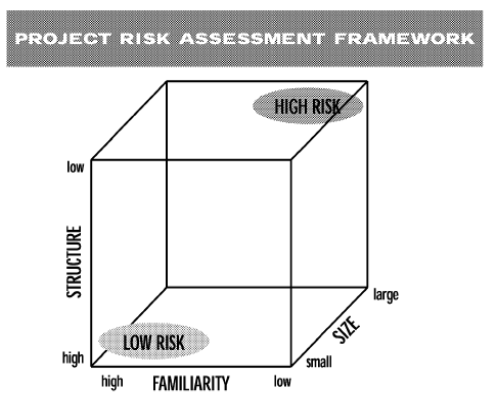 PROJECT RISK ASSESSMENT FRAMEWORK
HIGH RISK
low
STRUCTURE
large
SIZE
LOW RISK
high
small
high FAMILIARITY low